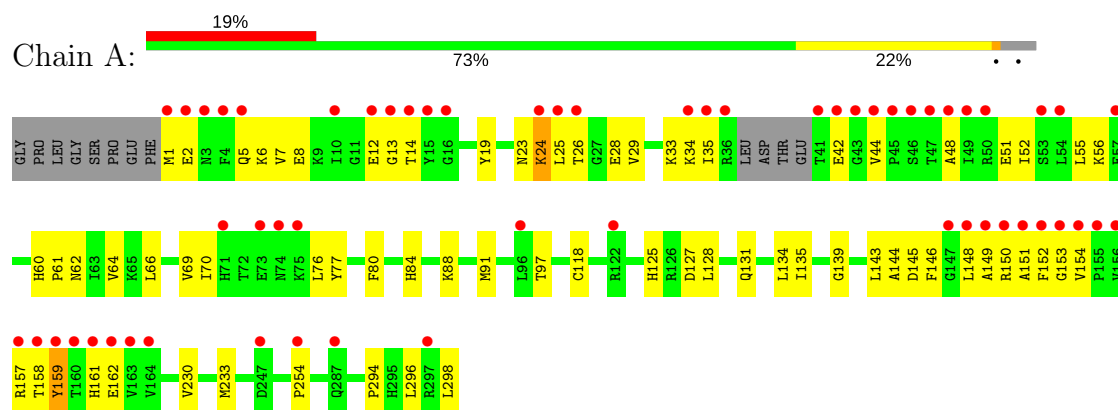 19%
Chain A:
73% 22% • •
GLY PRO LEU GLY SER PRO GLU PHE M1 E2 N3 F4 Q5 K6 V7 E8 K9 I10 G11 E12 G13 T14 Y15 G16 Y19 N23 K24 L25 T26 G27 E28 V29 K33 K34 I35 R36 LEU ASP THR GLU T41 E42 G43 V44 P45 S46 T47 A48 I49 R50 E51 I52 S53 L54 L55 K56 E57
H60 P61 N62 I63 V64 K65 L66 V69 I70 H71 T72 E73 N74 K75 L76 Y77 F80 H84 K88 M91 L96 T97 C118 R122 H125 R126 D127 L128 Q131 L134 I135 G139 L143 A144 D145 F146 G147 L148 A149 R150 A151 F152 G153 V154 P155 V156
R157 T158 Y159 T160 H161 E162 V163 V164 V230 M233 D247 P254 Q287 P294 H295 L296 R297 L298